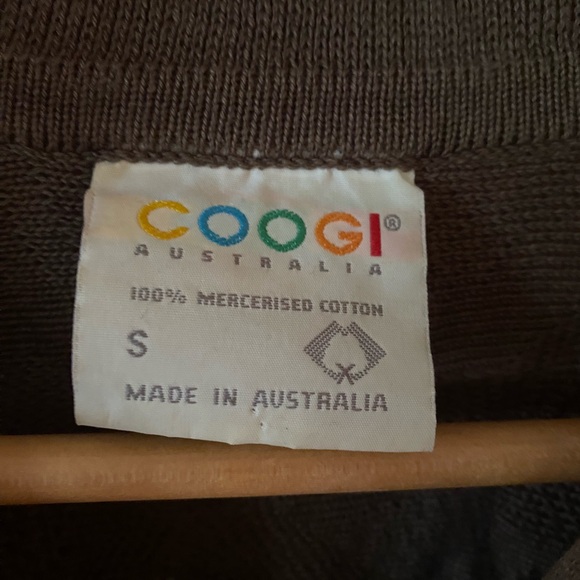 COOGI®
AUSTRALIA
100% MERCERISED COTTON
S
MADE IN AUSTRALIA